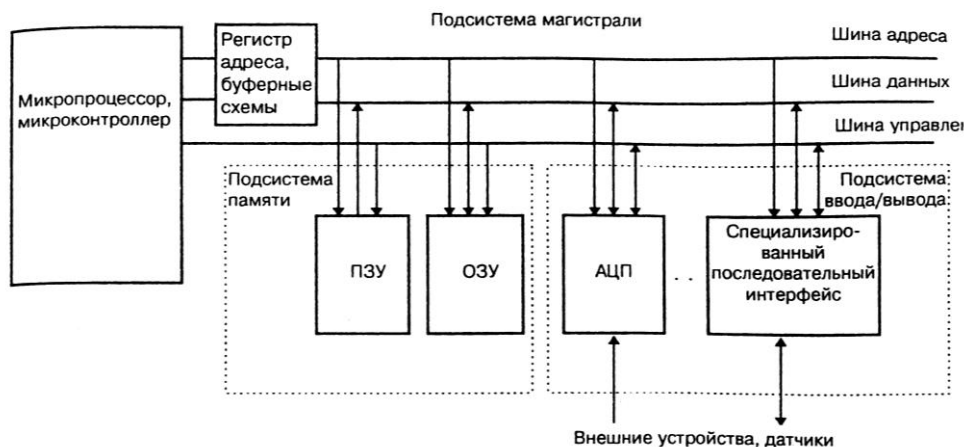 Подсистема магистрали
Микропроцессор,
микроконтроллер
Регистр
адреса,
буферные
схемы
Шина адреса
Шина данных
Шина управлен
Подсистема
памяти
ПЗУ
ОЗУ
Подсистема
ввода/вывода
АЦП
. .
Специализиро-
ванный
последовательный
интерфейс
Внешние устройства, датчики